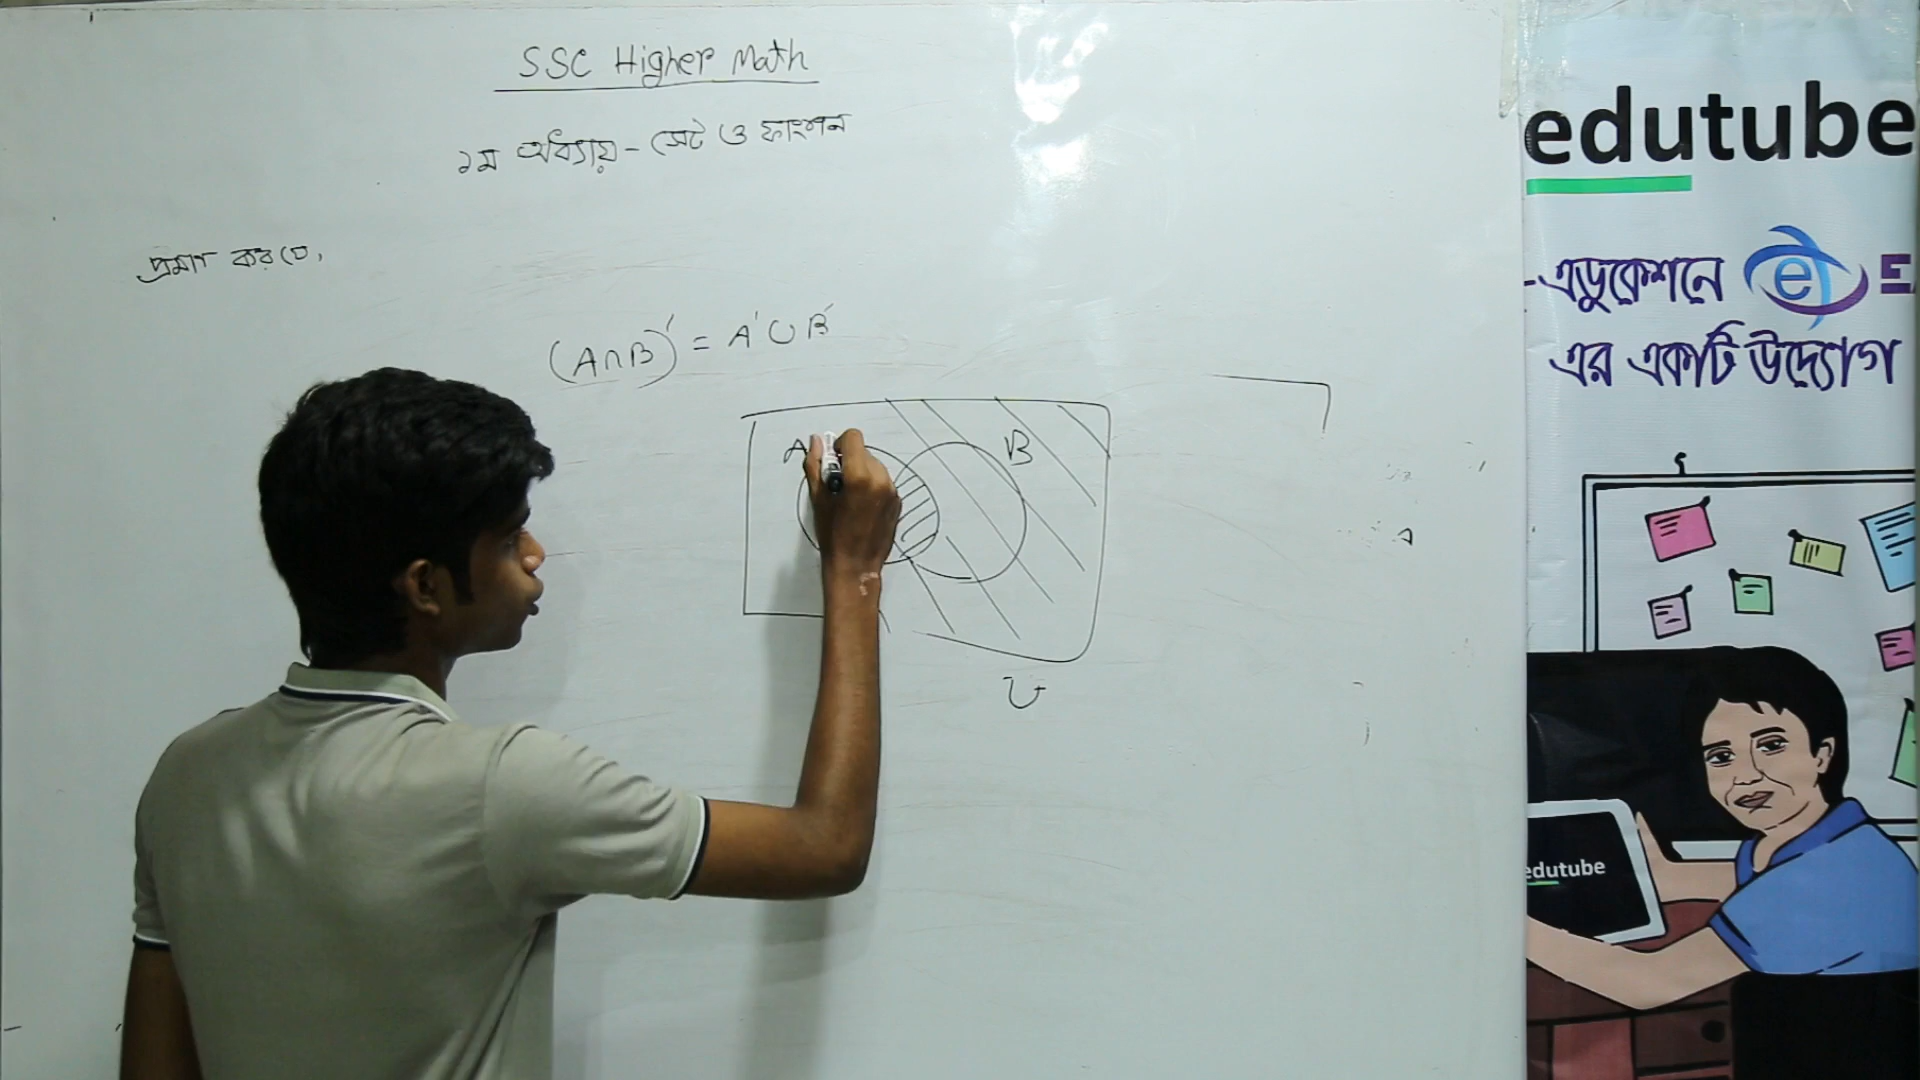 SSC Higher Math
১ম অধ্যায় - সেট ও ফাংশন
প্রমাণ কর যে,
(A∩B)′ = A′∪B′
A B
U
edutube
-এডুকেশনে e E
এর একটি উদ্যোগ
edutube